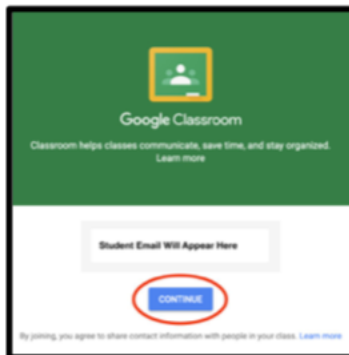 Google Classroom
Classroom helps classes communicate, save time, and stay organized.
Learn more
Student Email Will Appear Here
CONTINUE
By joining, you agree to share contact information with people in your class. Learn more